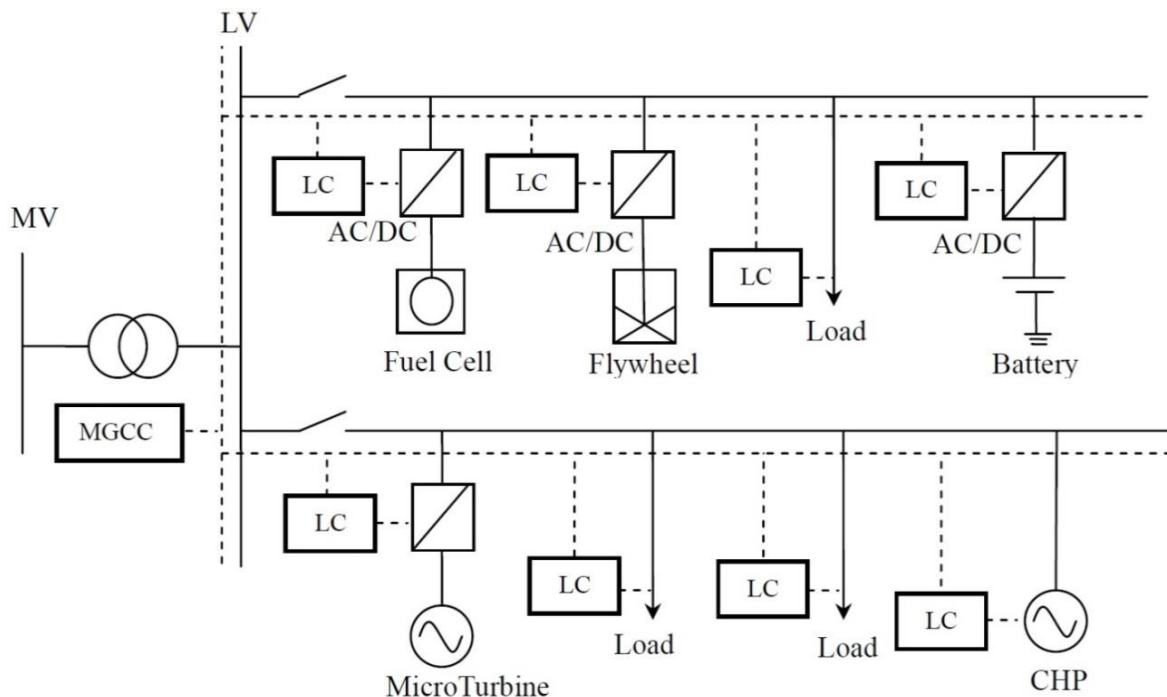 LV
LC
LC
LC
MV
AC/DC
AC/DC
AC/DC
LC
Load
Fuel Cell
Flywheel
Battery
MGCC
LC
LC
LC
LC
Load
Load
MicroTurbine
CHP